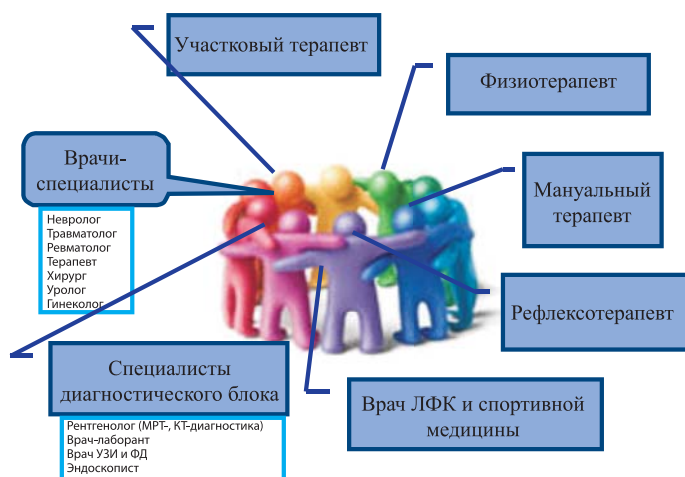 Участковый терапевт
Физиотерапевт
Врачи-
специалисты
Невролог
Травматолог
Ревматолог
Терапевт
Хирург
Уролог
Гинеколог
Мануальный
терапевт
Рефлексотерапевт
Специалисты
диагностического блока
Рентгенолог (МРТ-, КТ-диагностика)
Врач-лаборант
Врач УЗИ и ФД
Эндоскопист
Врач ЛФК и спортивной
медицины